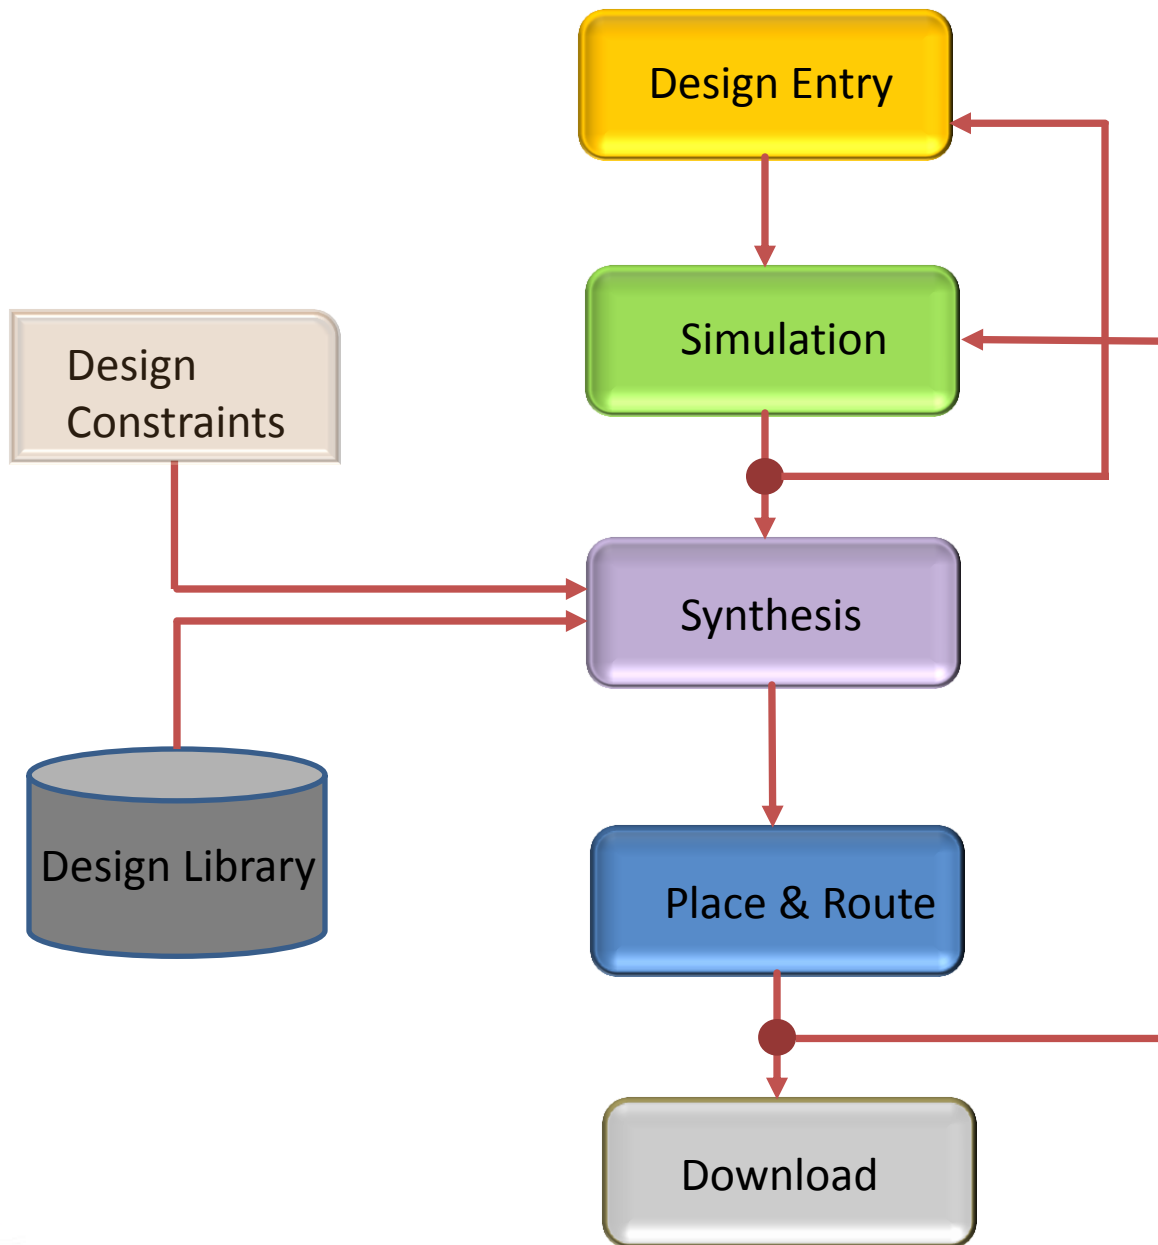 Design Entry
Simulation
Design
Constraints
Synthesis
Design Library
Place & Route
Download